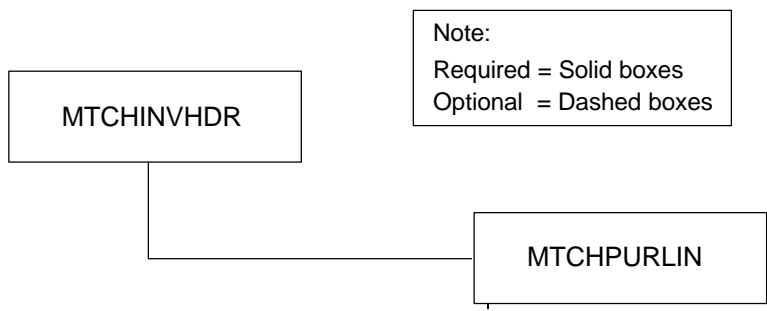 Note:
Required = Solid boxes
Optional = Dashed boxes
MTCHINVHDR
MTCHPURLIN